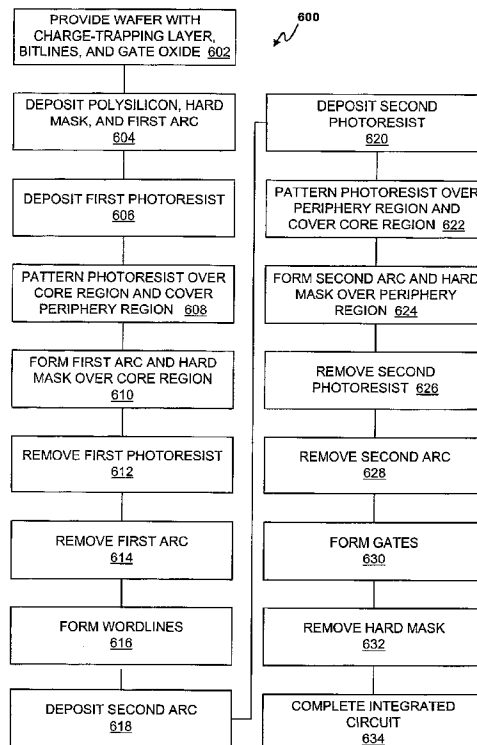 600
PROVIDE WAFER WITH
CHARGE-TRAPPING LAYER,
BITLINES, AND GATE OXIDE 602
DEPOSIT POLYSILICON, HARD
MASK, AND FIRST ARC
604
DEPOSIT FIRST PHOTORESIST
606
PATTERN PHOTORESIST OVER
CORE REGION AND COVER
PERIPHERY REGION 608
FORM FIRST ARC AND HARD
MASK OVER CORE REGION
610
REMOVE FIRST PHOTORESIST
612
REMOVE FIRST ARC
614
FORM WORDLINES
616
DEPOSIT SECOND ARC
618
DEPOSIT SECOND
PHOTORESIST
620
PATTERN PHOTORESIST OVER
PERIPHERY REGION AND
COVER CORE REGION 622
FORM SECOND ARC AND HARD
MASK OVER PERIPHERY
REGION 624
REMOVE SECOND
PHOTORESIST 626
REMOVE SECOND ARC
628
FORM GATES
630
REMOVE HARD MASK
632
COMPLETE INTEGRATED
CIRCUIT
634